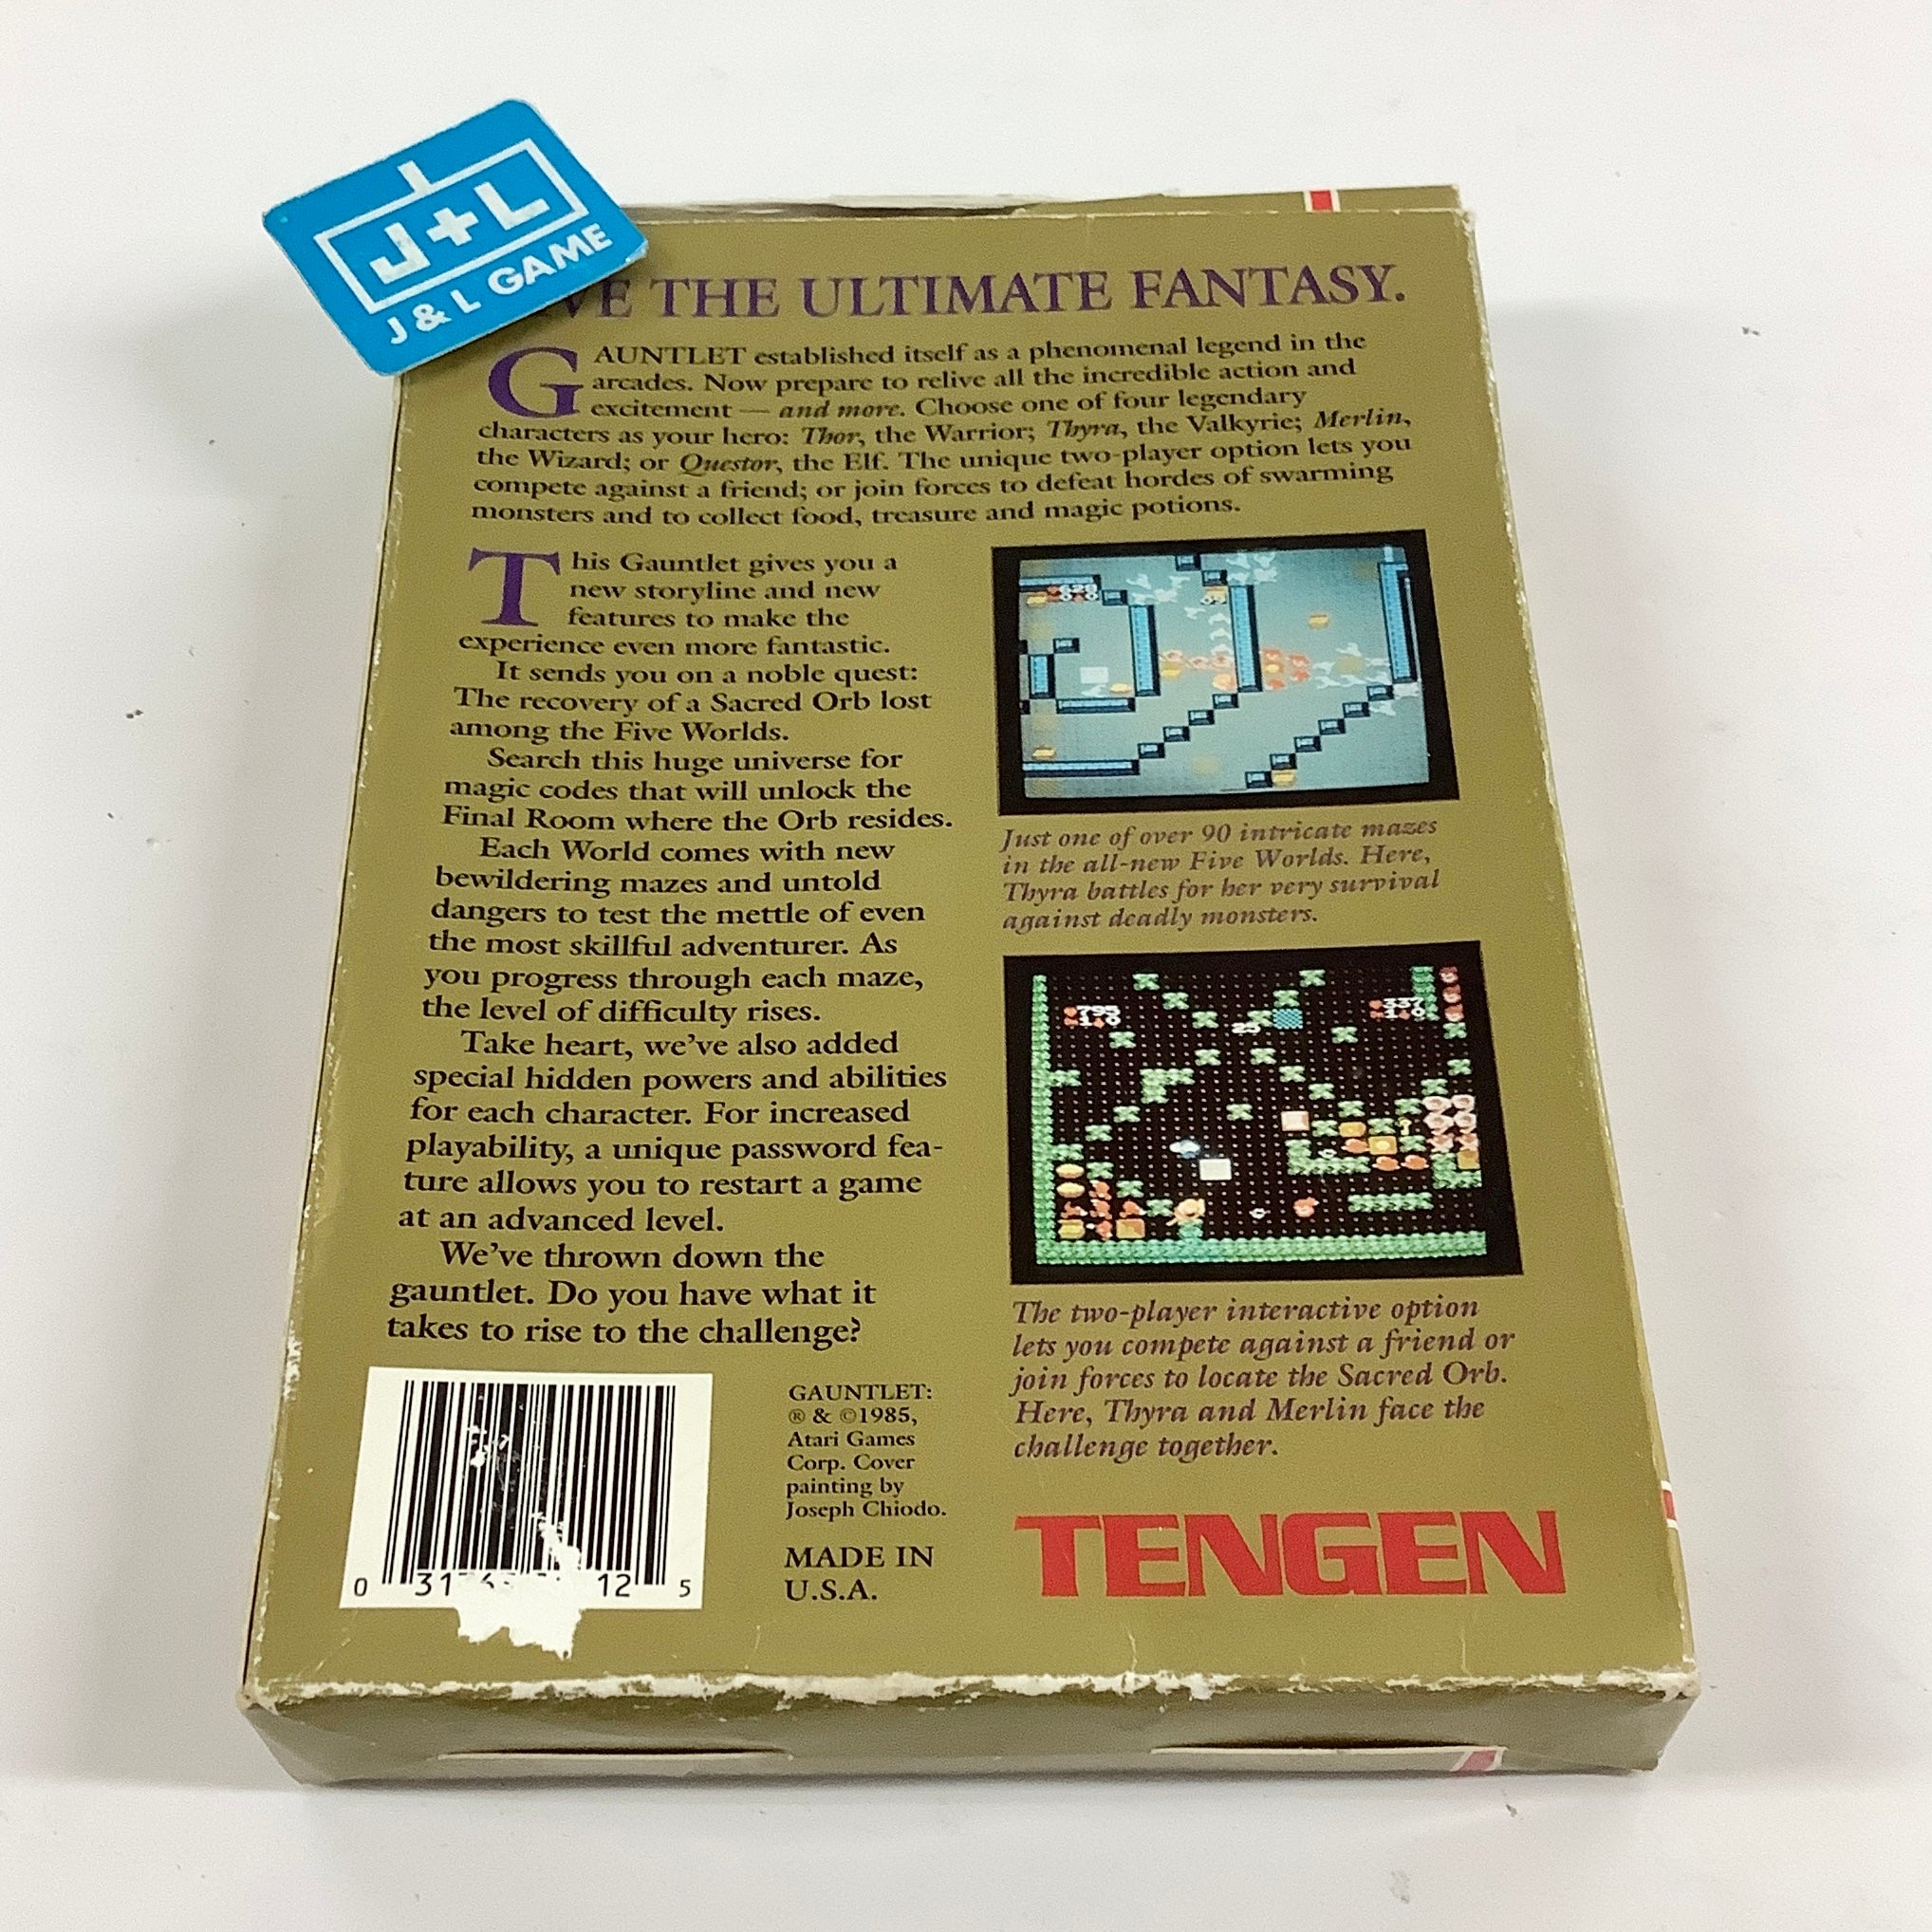 J+L
J & L GAME
THE ULTIMATE FANTASY.
GAUNTLET established itself as a phenomenal legend in the
arcades. Now prepare to relive all the incredible action and
excitement — and more. Choose one of four legendary
characters as your hero: Thor, the Warrior; Thyra, the Valkyrie; Merlin,
the Wizard; or Questor, the Elf. The unique two-player option lets you
compete against a friend; or join forces to defeat hordes of swarming
monsters and to collect food, treasure and magic potions.
This Gauntlet gives you a
new storyline and new
features to make the
experience even more fantastic.
It sends you on a noble quest:
The recovery of a Sacred Orb lost
among the Five Worlds.
Search this huge universe for
magic codes that will unlock the
Final Room where the Orb resides.
Each World comes with new
bewildering mazes and untold
dangers to test the mettle of even
the most skillful adventurer. As
you progress through each maze,
the level of difficulty rises.
Take heart, we've also added
special hidden powers and abilities
for each character. For increased
playability, a unique password fea-
ture allows you to restart a game
at an advanced level.
We've thrown down the
gauntlet. Do you have what it
takes to rise to the challenge?
Just one of over 90 intricate mazes
in the all-new Five Worlds. Here,
Thyra battles for her very survival
against deadly monsters.
795
25
337
The two-player interactive option
lets you compete against a friend or
join forces to locate the Sacred Orb.
Here, Thyra and Merlin face the
challenge together.
0 12 5
GAUNTLET:
® & ©1985,
Atari Games
Corp. Cover
painting by
Joseph Chiodo.
MADE IN
U.S.A.
TENGEN